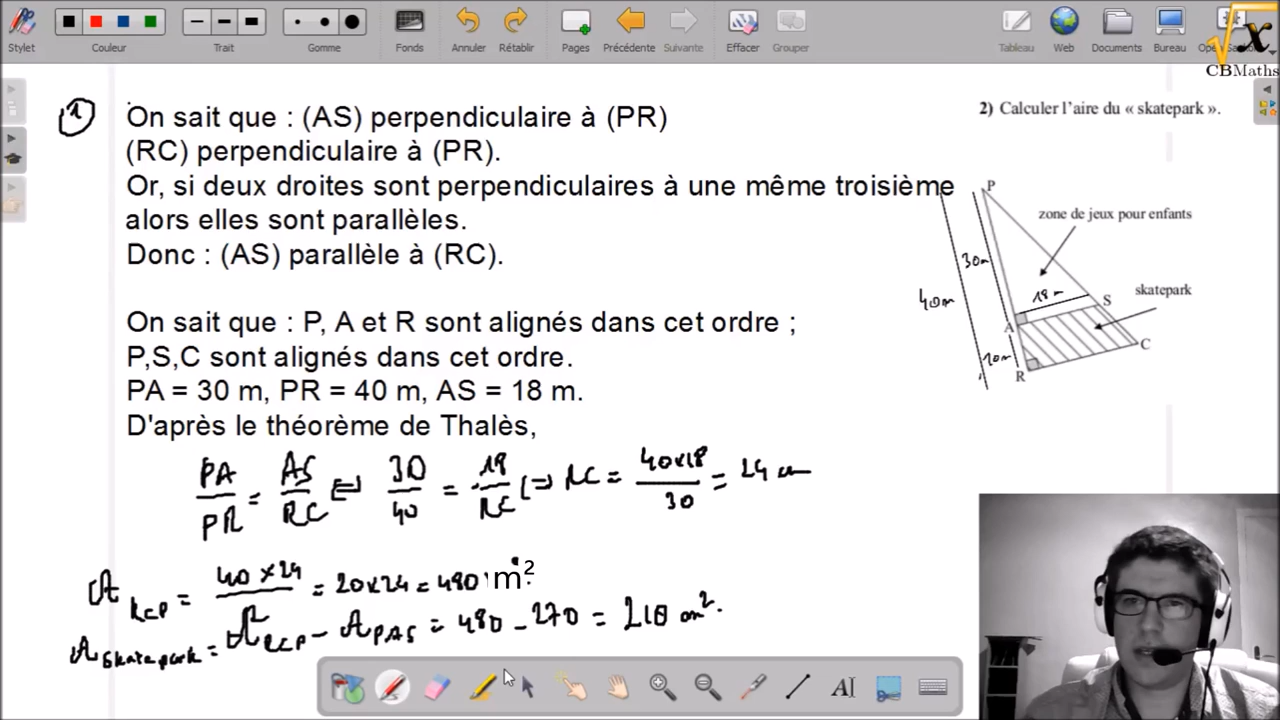 Stylet
Couleur
Trait
Gomme
Fonds
Annuler
Rétablir
Pages
Précédente
Suivante
Effacer
Grouper
Tableau
Web
Documents
Bureau
CBMaths
1
On sait que : (AS) perpendiculaire à (PR)
(RC) perpendiculaire à (PR).
Or, si deux droites sont perpendiculaires à une même troisième
alors elles sont parallèles.
Donc : (AS) parallèle à (RC).
On sait que : P, A et R sont alignés dans cet ordre ;
P,S,C sont alignés dans cet ordre.
PA = 30 m, PR = 40 m, AS = 18 m.
D'après le théorème de Thalès,
PA/PR = AS/RC ⇔ 30/40 = 18/RC ⇔ RC = 40×18/30 = 24 m
A RCP = 40×24/2 = 20×24 = 480 m²
A skatepark = A RCP - A PAS = 480 - 270 = 210 m².
2) Calculer l'aire du « skatepark ».
P
zone de jeux pour enfants
30m
40m
18 m
S
skatepark
A
10m
C
R